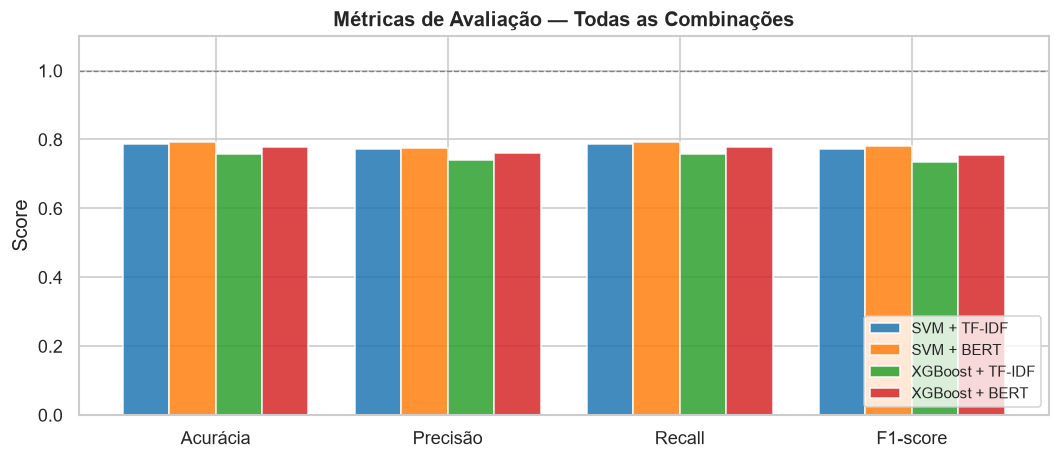 Métricas de Avaliação — Todas as Combinações
Score
1.0
0.8
0.6
0.4
0.2
0.0
Acurácia
Precisão
Recall
F1-score
SVM + TF-IDF
SVM + BERT
XGBoost + TF-IDF
XGBoost + BERT